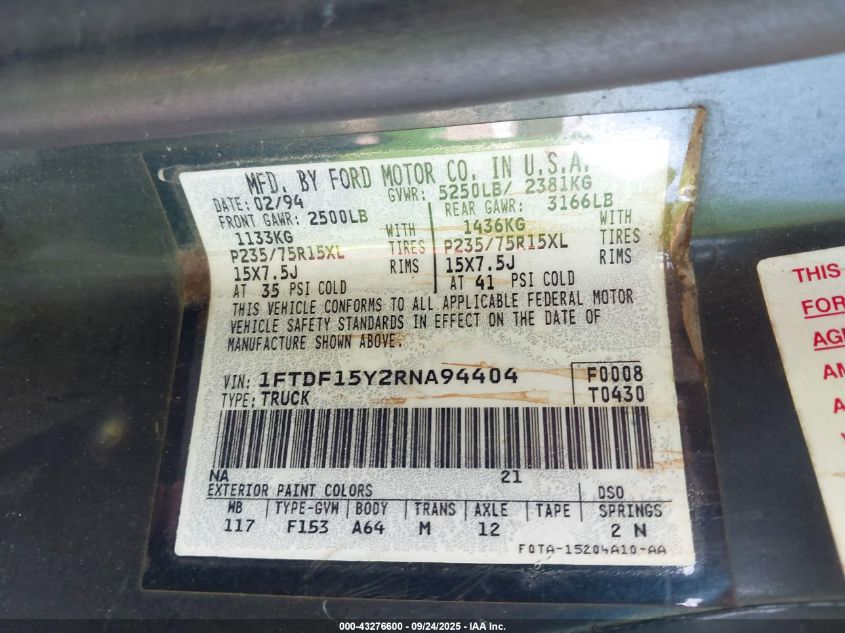 MFD. BY FORD MOTOR CO. IN U.S.A.
DATE: 02/94 GVWR: 5250LB/ 2381KG
FRONT GAWR: 2500LB REAR GAWR: 3166LB
1133KG WITH 1436KG WITH
P235/75R15XL TIRES P235/75R15XL TIRES
15X7.5J RIMS 15X7.5J RIMS
AT 35 PSI COLD AT 41 PSI COLD
THIS VEHICLE CONFORMS TO ALL APPLICABLE FEDERAL MOTOR
VEHICLE SAFETY STANDARDS IN EFFECT ON THE DATE OF
MANUFACTURE SHOWN ABOVE.
VIN: 1FTDF15Y2RNA94404 F0008
TYPE: TRUCK T0430
NA 21
EXTERIOR PAINT COLORS DSO
WB TYPE-GVW BODY TRANS AXLE TAPE SPRINGS
117 F153 A64 M 12 2 N
F0TA-15204A10-AA
THIS
FOR
AGE
AM
A
000-43276600 - 09/24/2025 - IAA Inc.